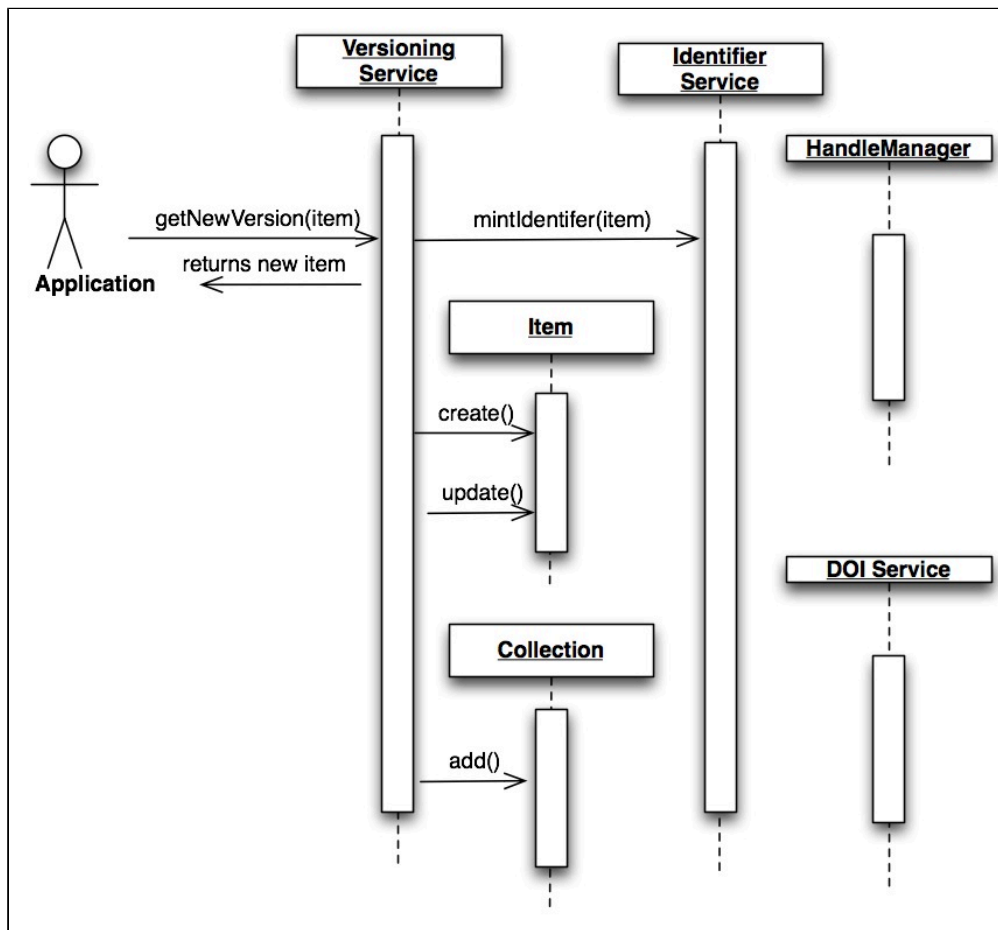 Versioning
Service
Identifier
Service
HandleManager
getNewVersion(item)
mintIdentifer(item)
returns new item
Application
Item
create()
update()
DOI Service
Collection
add()